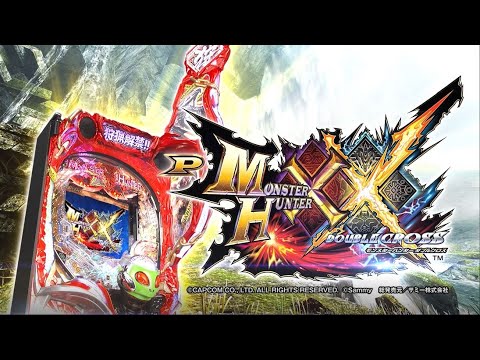 狩猟解禁!!
P
MONSTER
HUNTER
XX
DOUBLE CROSS
モンスターハンターダブルクロス
TM
©CAPCOM CO., LTD. ALL RIGHTS RESERVED. ©Sammy 総発売元/サミー株式会社